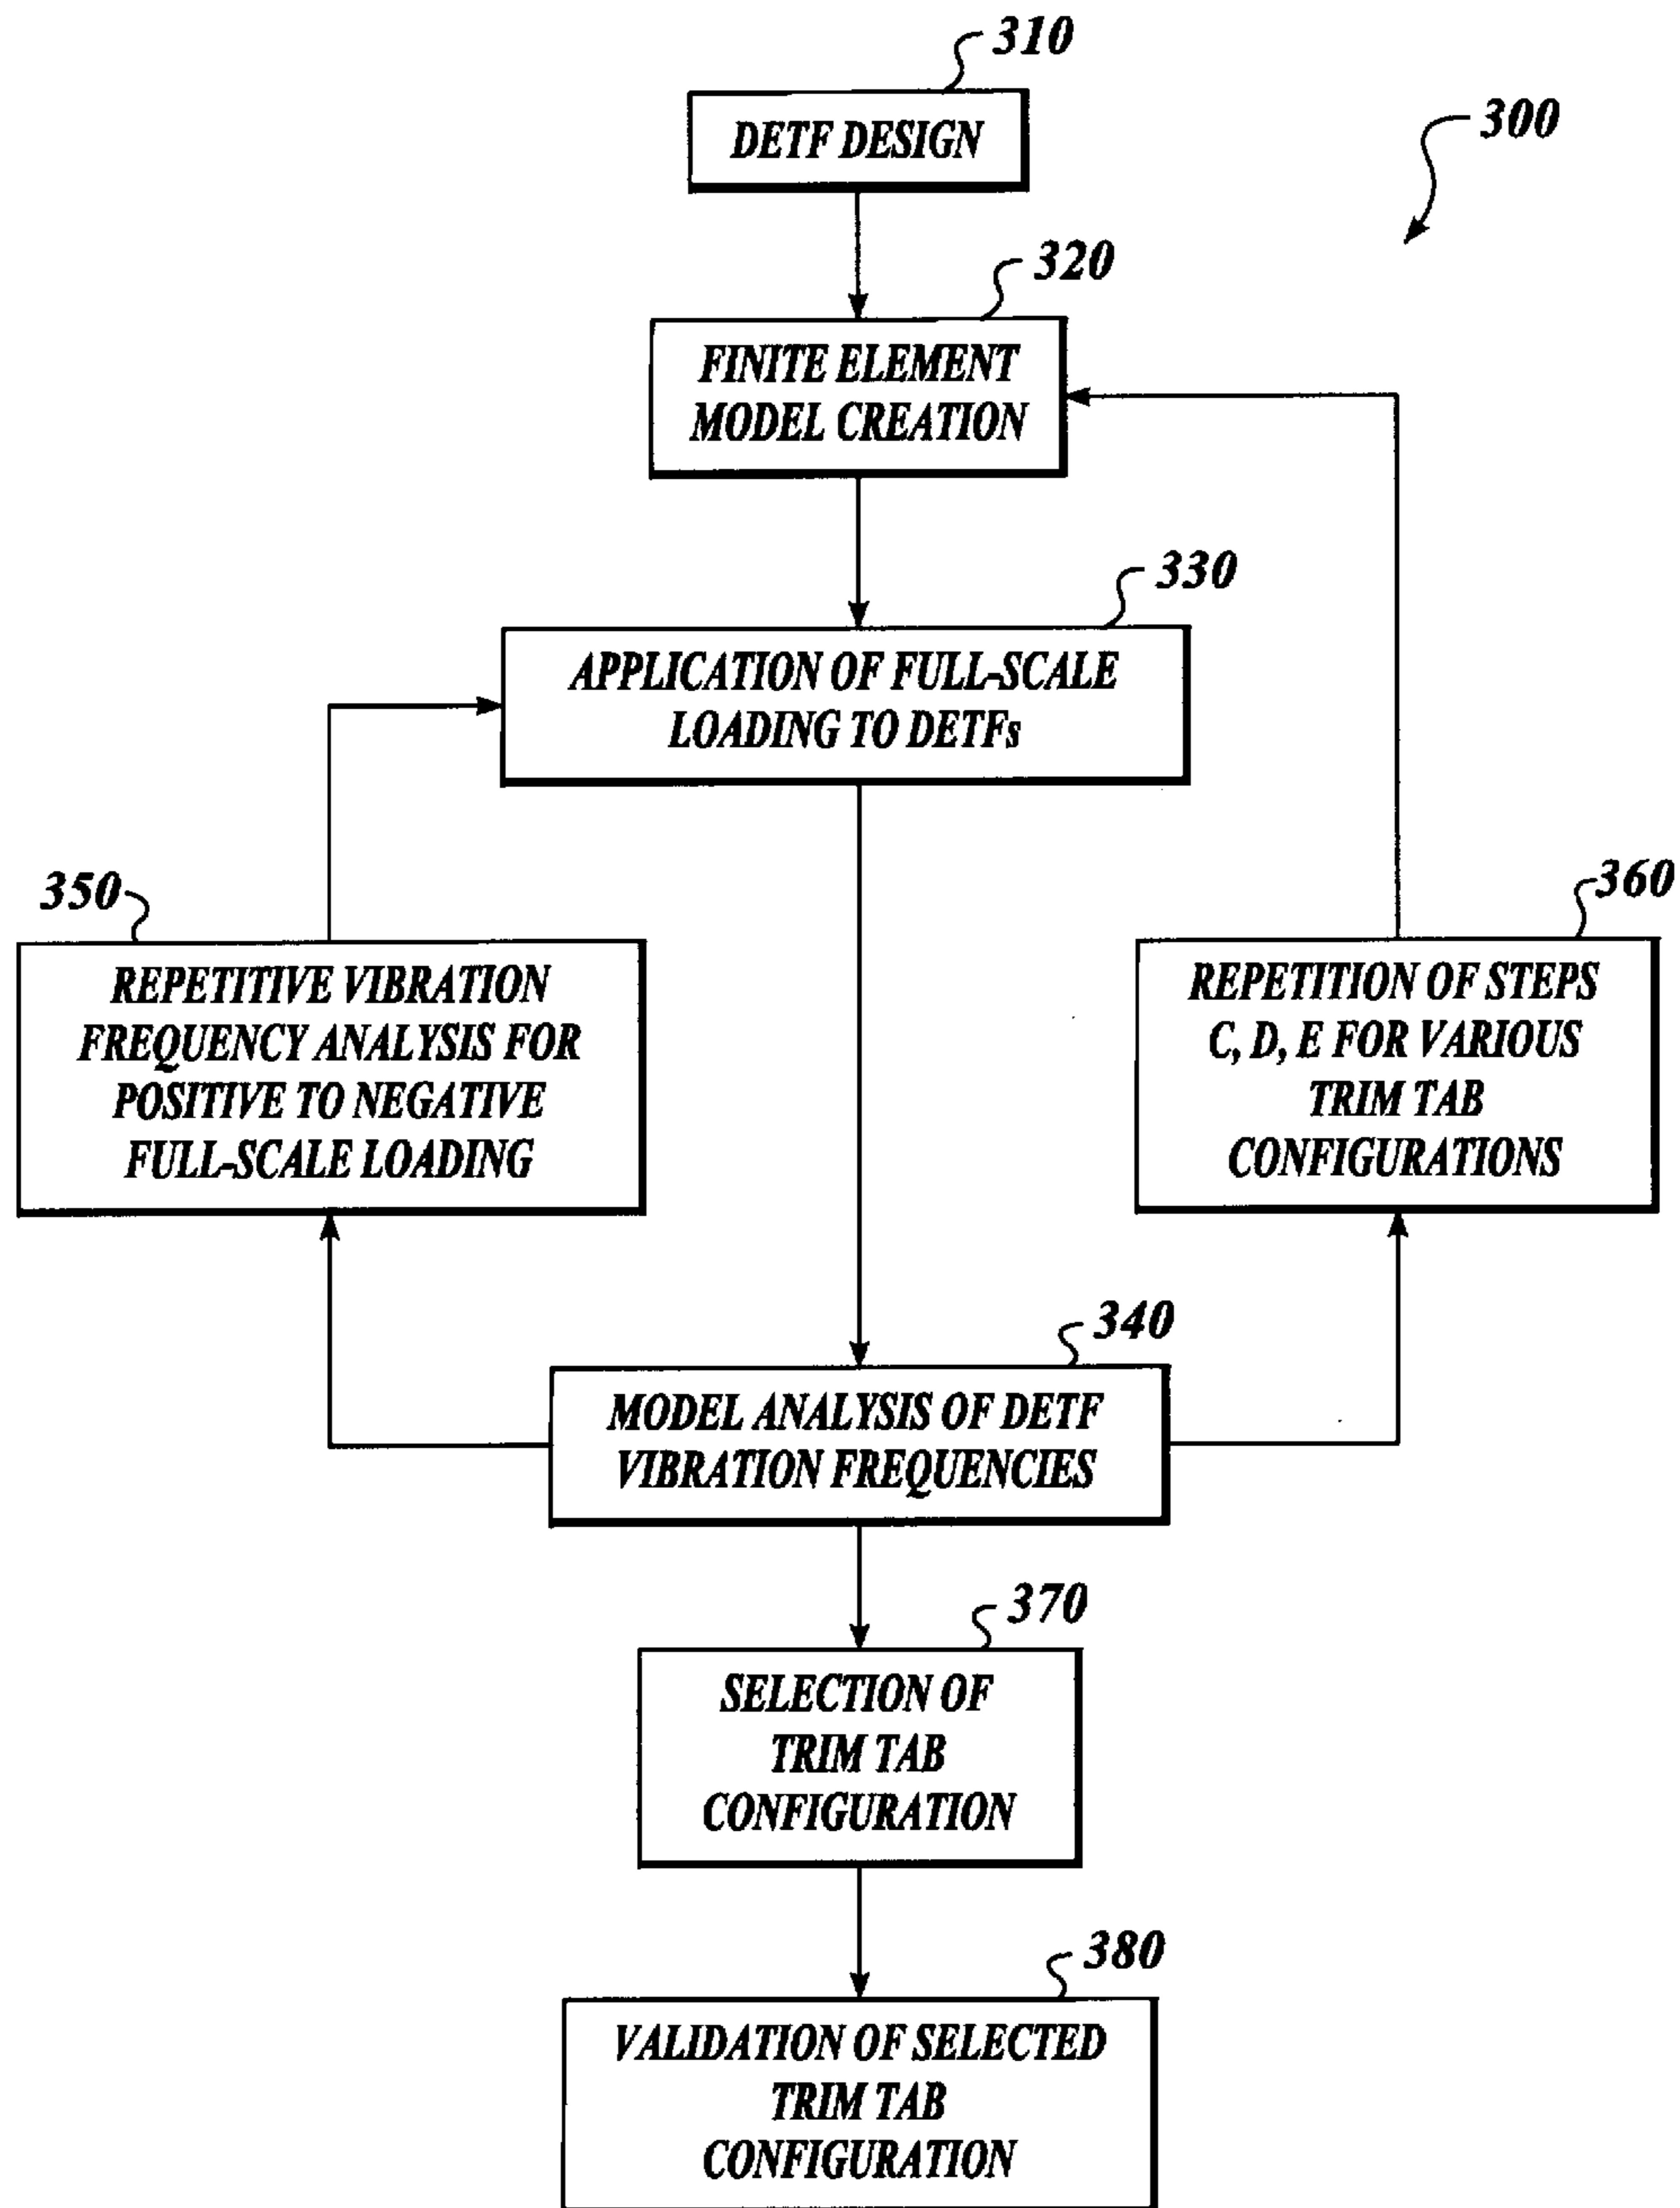 310
DETF DESIGN
300
320
FINITE ELEMENT
MODEL CREATION
330
APPLICATION OF FULL-SCALE
LOADING TO DETFs
350
REPETITIVE VIBRATION
FREQUENCY ANALYSIS FOR
POSITIVE TO NEGATIVE
FULL-SCALE LOADING
360
REPETITION OF STEPS
C, D, E FOR VARIOUS
TRIM TAB
CONFIGURATIONS
340
MODEL ANALYSIS OF DETF
VIBRATION FREQUENCIES
370
SELECTION OF
TRIM TAB
CONFIGURATION
380
VALIDATION OF SELECTED
TRIM TAB
CONFIGURATION